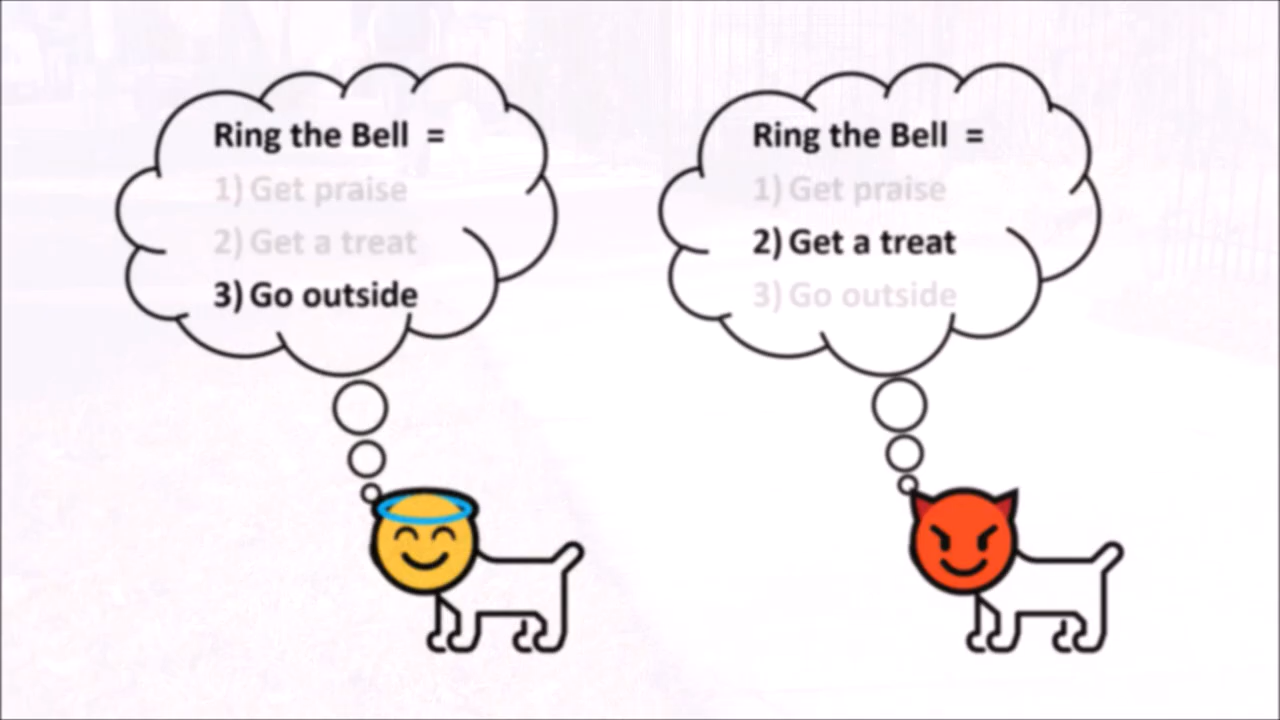 Ring the Bell =
1) Get praise
2) Get a treat
3) Go outside
Ring the Bell =
1) Get praise
2) Get a treat
3) Go outside